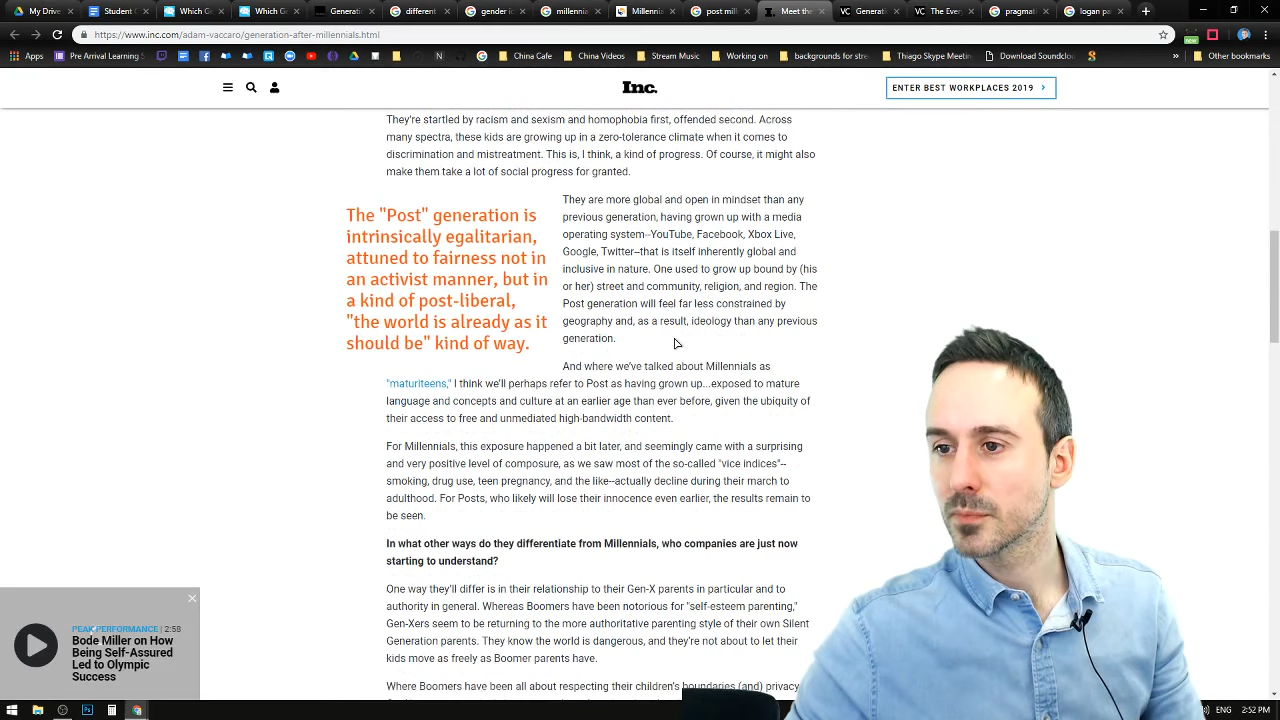 Which G
Which G
Which G
Generati
differen
differen
millenni
Millenni
post mil
Meet the
Generati
Generati
pragmati
logan pa
https://www.inc.com/adam-vaccaro/generation-after-millennials.html
new
Apps
Pre Arrival Learning
China Cafe
China Videos
Stream Music
Working on
backgrounds for stre
Thiago Skype Meetin
Download Soundclo
»
Other bookmarks
Inc.
ENTER BEST WORKPLACES 2019
They're startled by racism and sexism and homophobia first, offended second. Across
many spectra, these kids are growing up in a zero-tolerance climate when it comes to
discrimination and mistreatment. This is, I think, a kind of progress. Of course, it might also
make them take a lot of social progress for granted.
The "Post" generation is
intrinsically egalitarian,
attuned to fairness not in
an activist manner, but in
a kind of post-liberal,
"the world is already as it
should be" kind of way.
They are more global and open in mindset than any
previous generation, having grown up with a media
operating system--YouTube, Facebook, Xbox Live,
Google, Twitter--that is itself inherently global and
inclusive in nature. One used to grow up bound by (his
or her) street and community, religion, and region. The
Post generation will feel far less constrained by
geography and, as a result, ideology than any previous
generation.
And where we've talked about Millennials as
"maturiteens," I think we'll perhaps refer to Post as having grown up...exposed to mature
language and concepts and culture at an earlier age than ever before, given the ubiquity of
their access to free and unmediated high-bandwidth content.
For Millennials, this exposure happened a bit later, and seemingly came with a surprising
and very positive level of composure, as we saw most of the so-called "vice indices"--
smoking, drug use, teen pregnancy, and the like--actually decline during their march to
adulthood. For Posts, who likely will lose their innocence even earlier, the results remain to
be seen.
In what other ways do they differentiate from Millennials, who companies are just now
starting to understand?
One way they'll differ is in their relationship to their Gen-X parents in particular and to
authority in general. Whereas Boomers have been notorious for "self-esteem parenting,"
Gen-Xers seem to be returning to the more authoritative parenting style of their own Silent
Generation parents. They know the world is dangerous, and they're not about to let their
kids move as freely as Boomer parents have.
Where Boomers have been all about respecting their children's boundaries (and) privacy
PEAK PERFORMANCE | 2:58
Bode Miller on How
Being Self-Assured
Led to Olympic
Success
ENG
2:52 PM